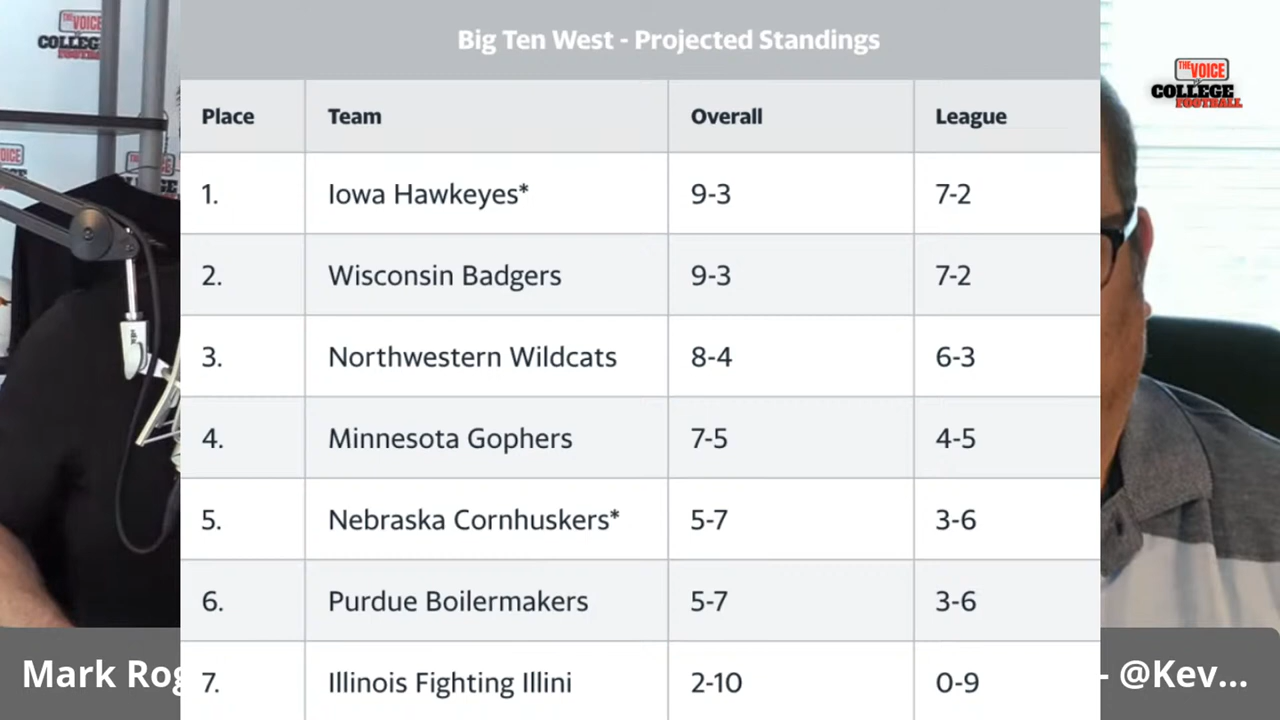 Big Ten West - Projected Standings
Place Team Overall League
1. Iowa Hawkeyes* 9-3 7-2
2. Wisconsin Badgers 9-3 7-2
3. Northwestern Wildcats 8-4 6-3
4. Minnesota Gophers 7-5 4-5
5. Nebraska Cornhuskers* 5-7 3-6
6. Purdue Boilermakers 5-7 3-6
7. Illinois Fighting Illini 2-10 0-9
THE VOICE
COLLEGE
FOOTBALL
THE VOICE
COLLEGE
FOOTBALL
Mark
- @Kev...